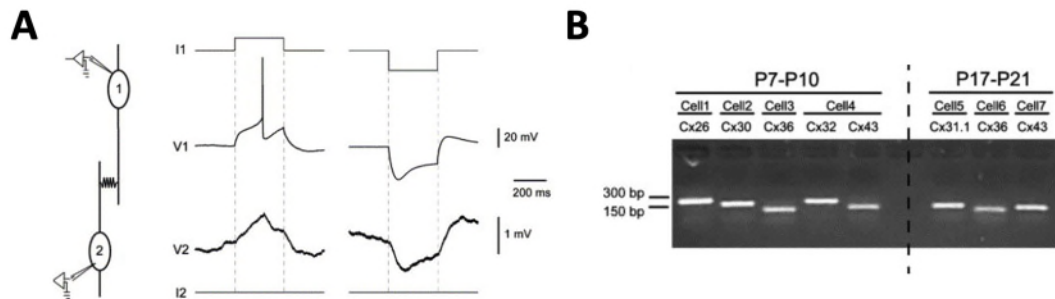 A
1
2
I1
V1
V2
I2
20 mV
200 ms
1 mV
B
P7-P10
P17-P21
Cell1 Cell2 Cell3 Cell4 Cell5 Cell6 Cell7
Cx26 Cx30 Cx36 Cx32 Cx43 Cx31.1 Cx36 Cx43
300 bp
150 bp